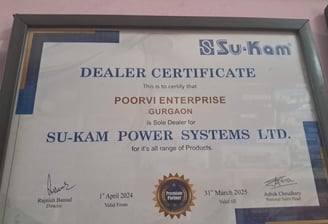 Su-Kam
DEALER CERTIFICATE
This is to certify that
POORVI ENTERPRISE
GURGAON
is Sole Dealer for
SU-KAM POWER SYSTEMS LTD.
for it's all range of Products.
Rajnish Bansal
Director
1st April 2024
Valid From
Premium
Partner
31st March 2025
Valid till
Ashok Choudhary
National Sales Head